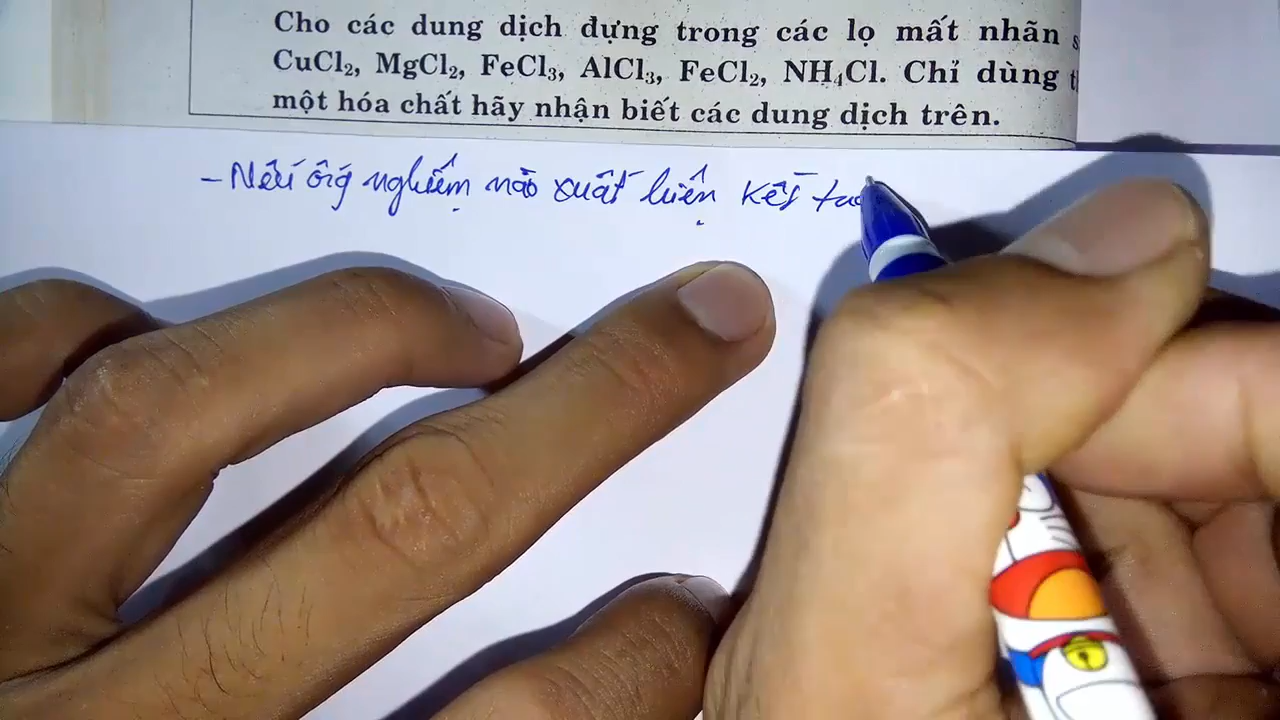 Cho các dung dịch đựng trong các lọ mất nhãn
CuCl₂, MgCl₂, FeCl₃, AlCl₃, FeCl₂, NH₄Cl. Chỉ dùng
một hóa chất hãy nhận biết các dung dịch trên.
- Nếu ống nghiệm nào xuất hiện kết